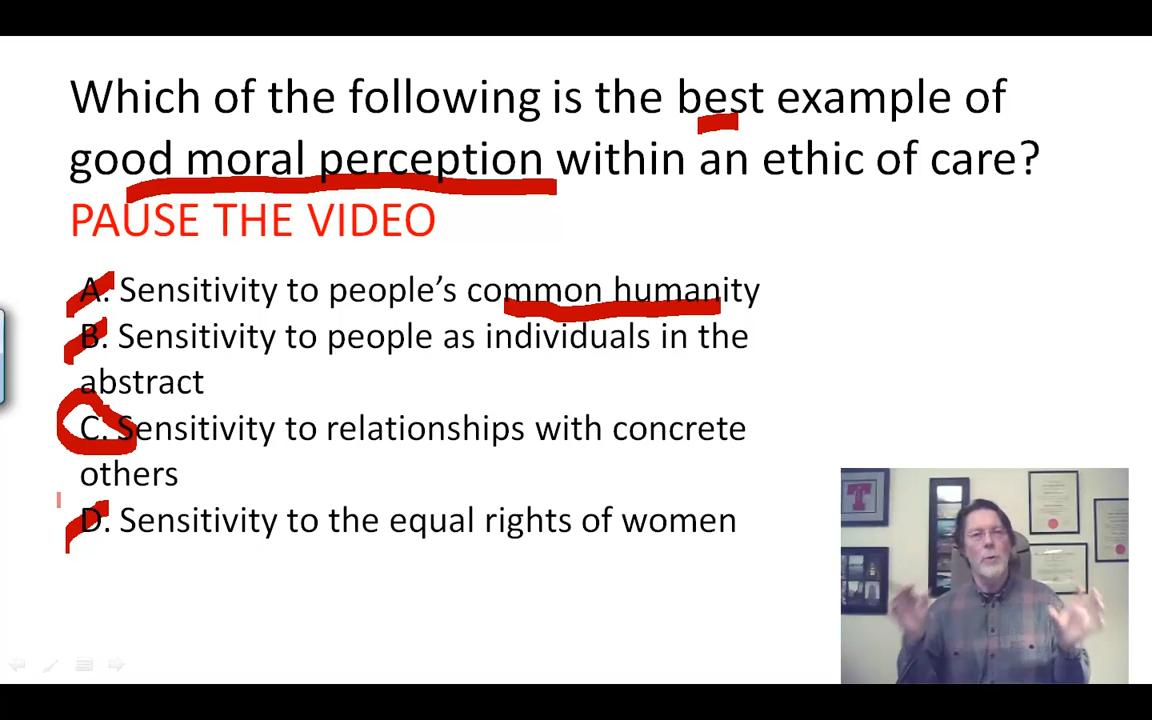 Which of the following is the best example of
good moral perception within an ethic of care?
PAUSE THE VIDEO
A. Sensitivity to people’s common humanity
B. Sensitivity to people as individuals in the
abstract
C. Sensitivity to relationships with concrete
others
D. Sensitivity to the equal rights of women
T